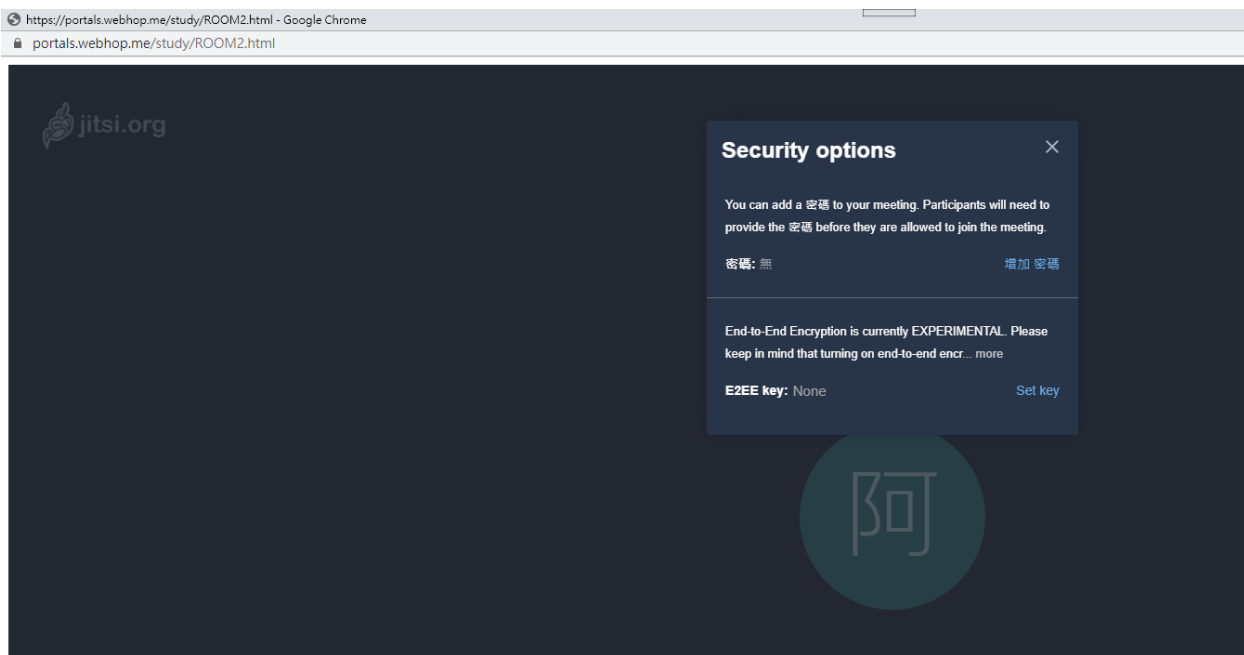 https://portals.webhop.me/study/ROOM2.html - Google Chrome
portals.webhop.me/study/ROOM2.html
jitsi.org
Security options
You can add a 密碼 to your meeting. Participants will need to
provide the 密碼 before they are allowed to join the meeting.
密碼: 無 增加 密碼
End-to-End Encryption is currently EXPERIMENTAL. Please
keep in mind that turning on end-to-end encr... more
E2EE key: None Set key
阿